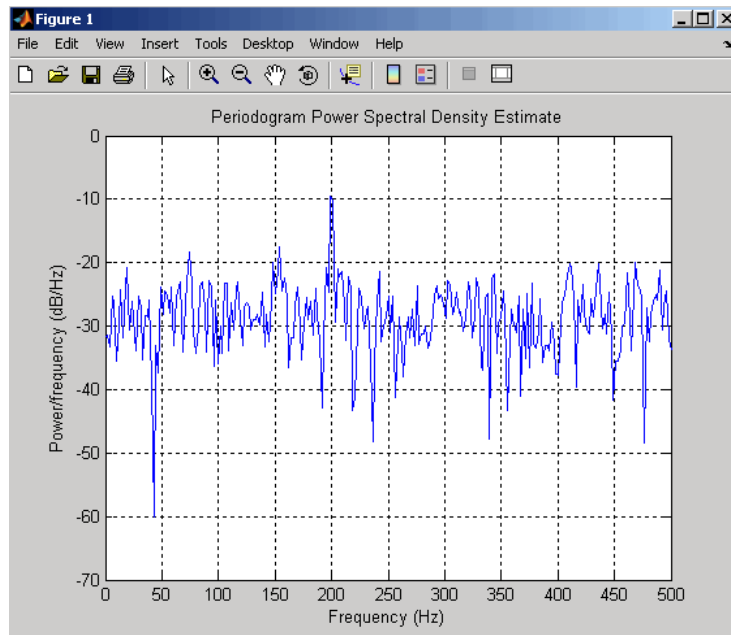 Figure 1
File Edit View Insert Tools Desktop Window Help
Periodogram Power Spectral Density Estimate
0
-10
-20
-30
-40
-50
-60
-70
Power/frequency (dB/Hz)
0 50 100 150 200 250 300 350 400 450 500
Frequency (Hz)